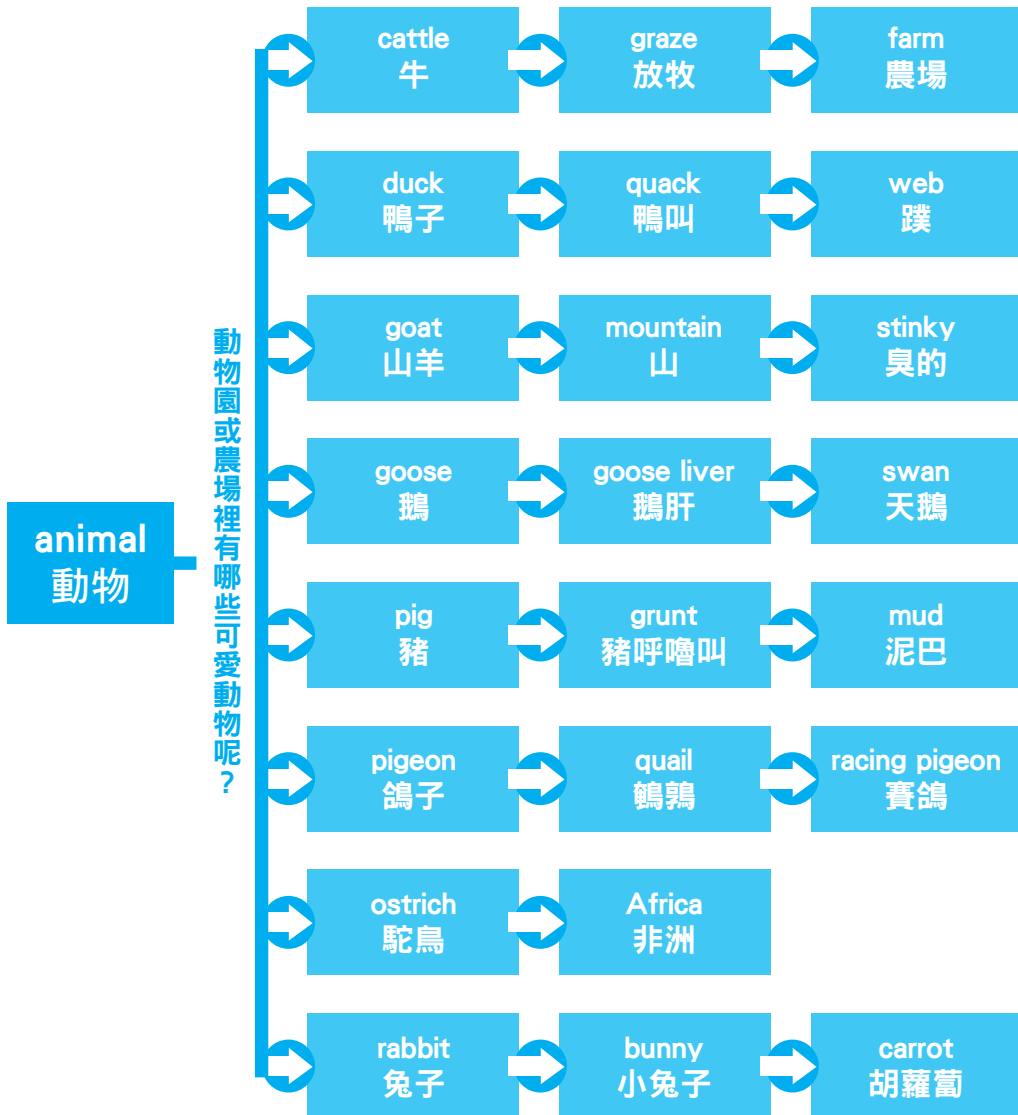 animal
動物
動物園或農場裡有哪些可愛動物呢？
cattle
牛
graze
放牧
farm
農場
duck
鴨子
quack
鴨叫
web
蹼
goat
山羊
mountain
山
stinky
臭的
goose
鵝
goose liver
鵝肝
swan
天鵝
pig
豬
grunt
豬呼嚕叫
mud
泥巴
pigeon
鴿子
quail
鵪鶉
racing pigeon
賽鴿
ostrich
駝鳥
Africa
非洲
rabbit
兔子
bunny
小兔子
carrot
胡蘿蔔